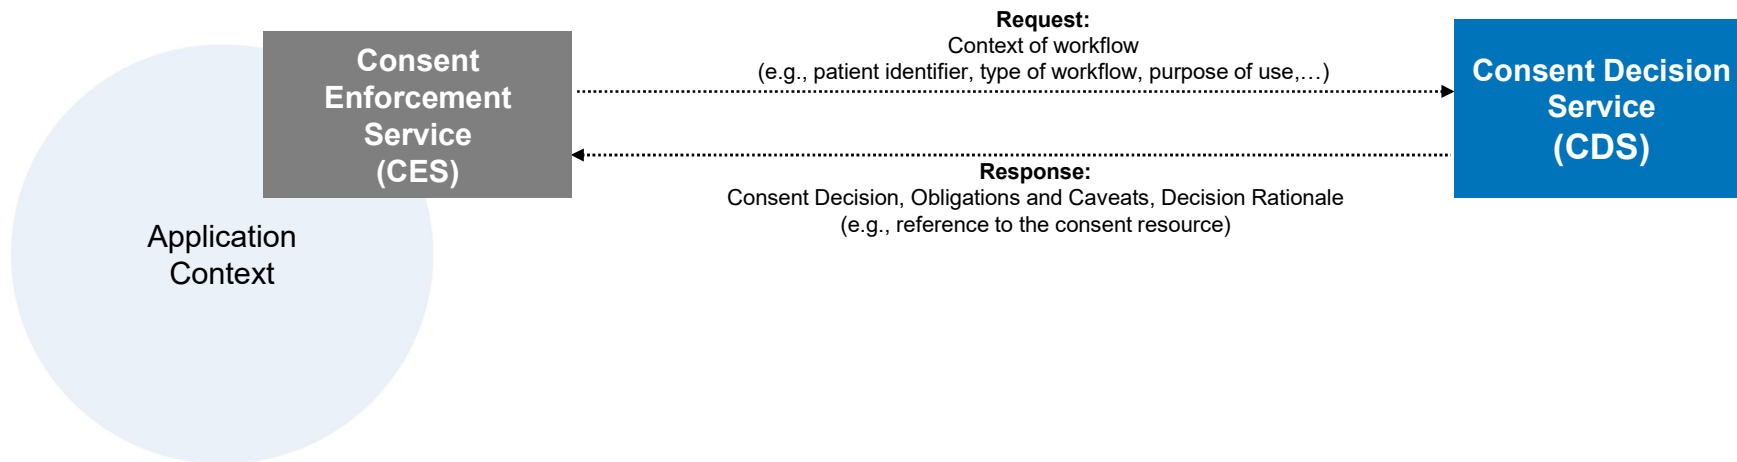 Consent
Enforcement
Service
(CES)
Application
Context
Request:
Context of workflow
(e.g., patient identifier, type of workflow, purpose of use,…)
Response:
Consent Decision, Obligations and Caveats, Decision Rationale
(e.g., reference to the consent resource)
Consent Decision
Service
(CDS)